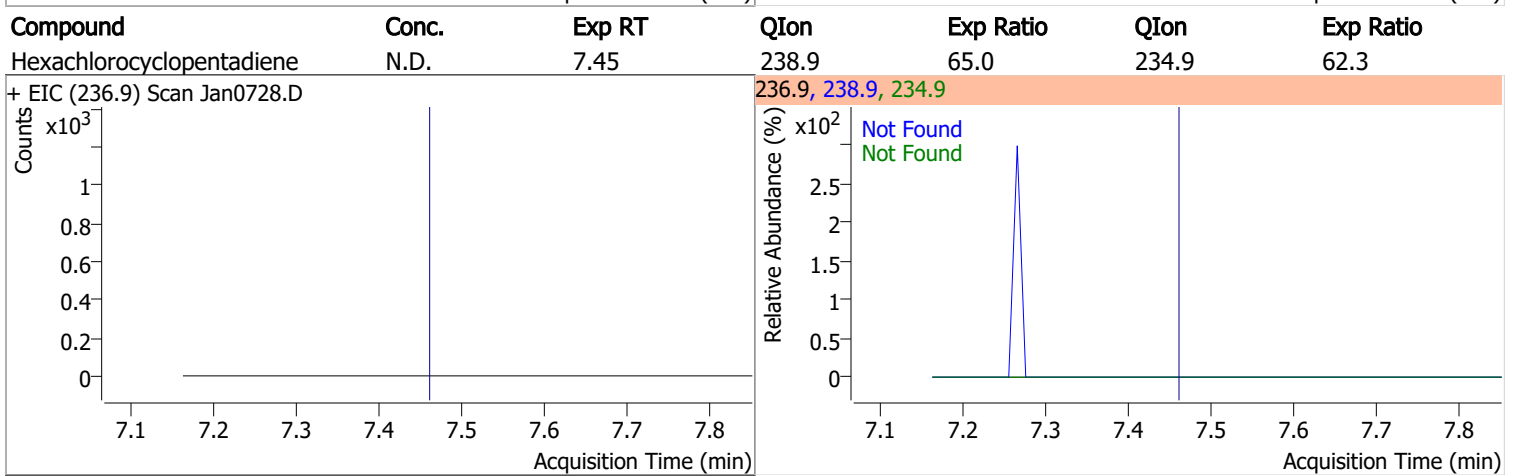 Compound Conc. Exp RT QIon Exp Ratio QIon Exp Ratio
Hexachlorocyclopentadiene N.D. 7.45 238.9 65.0 234.9 62.3
+ EIC (236.9) Scan Jan0728.D
Counts
x10³
1
0.8
0.6
0.4
0.2
0
7.1 7.2 7.3 7.4 7.5 7.6 7.7 7.8
Acquisition Time (min)
236.9, 238.9, 234.9
Relative Abundance (%)
x10²
Not Found
Not Found
2.5
2
1.5
1
0.5
0
7.1 7.2 7.3 7.4 7.5 7.6 7.7 7.8
Acquisition Time (min)